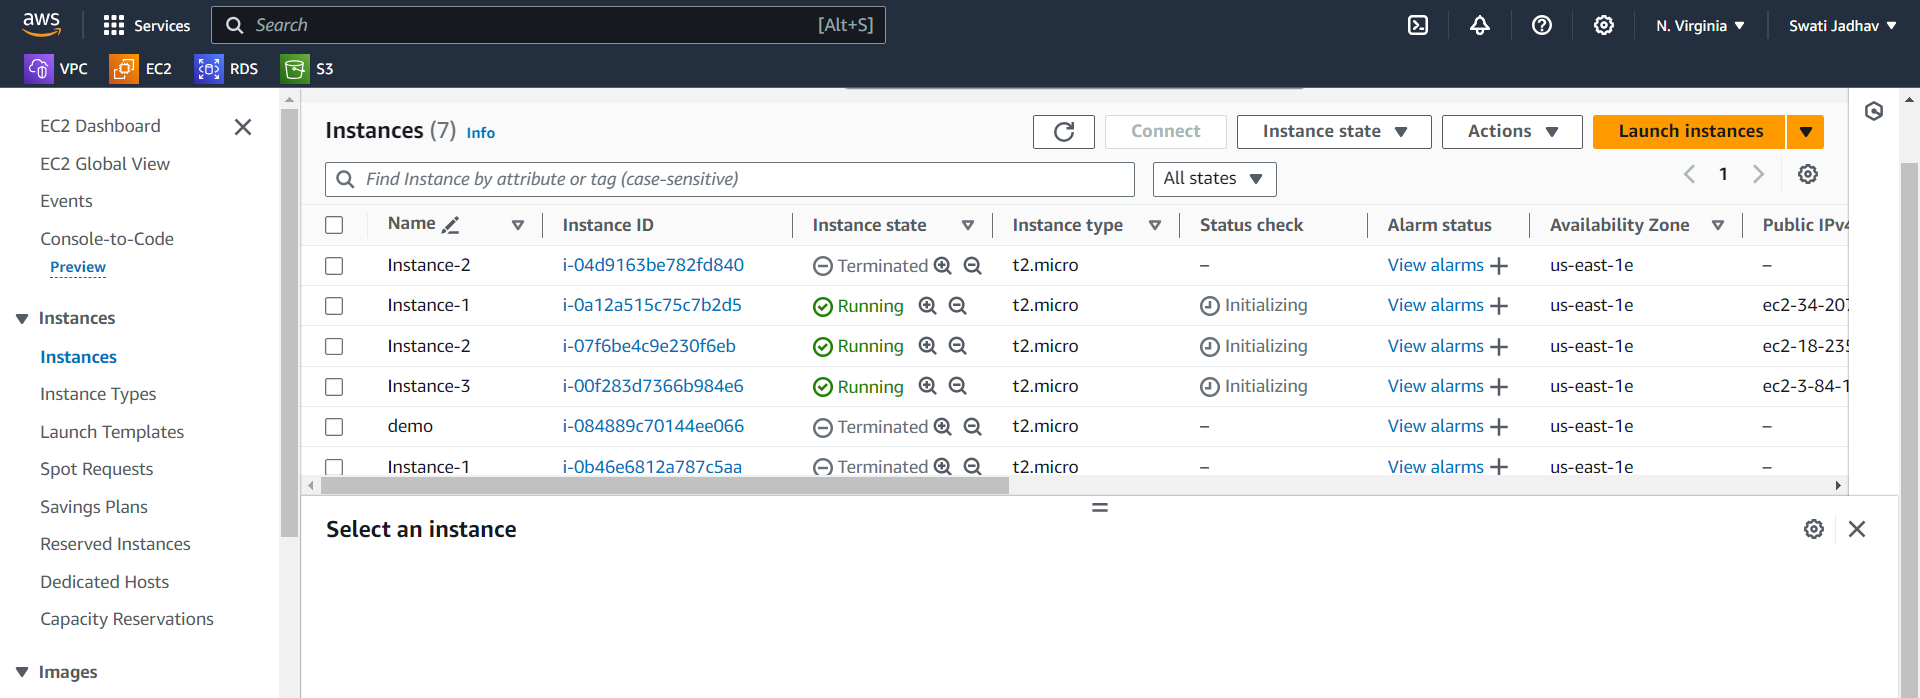 aws Services Search [Alt+S] N. Virginia Swati Jadhav
VPC EC2 RDS S3
EC2 Dashboard
EC2 Global View
Events
Console-to-Code
Preview
Instances
Instances
Instance Types
Launch Templates
Spot Requests
Savings Plans
Reserved Instances
Dedicated Hosts
Capacity Reservations
Images
Instances (7) Info Connect Instance state Actions Launch instances
Find Instance by attribute or tag (case-sensitive) All states 1
Name Instance ID Instance state Instance type Status check Alarm status Availability Zone Public IPv4
Instance-2 i-04d9163be782fd840 Terminated t2.micro – View alarms + us-east-1e –
Instance-1 i-0a12a515c75c7b2d5 Running t2.micro Initializing View alarms + us-east-1e ec2-34-207
Instance-2 i-07f6be4c9e230f6eb Running t2.micro Initializing View alarms + us-east-1e ec2-18-235
Instance-3 i-00f283d7366b984e6 Running t2.micro Initializing View alarms + us-east-1e ec2-3-84-1
demo i-084889c70144ee066 Terminated t2.micro – View alarms + us-east-1e –
Instance-1 i-0b46e6812a787c5aa Terminated t2.micro – View alarms + us-east-1e –
Select an instance